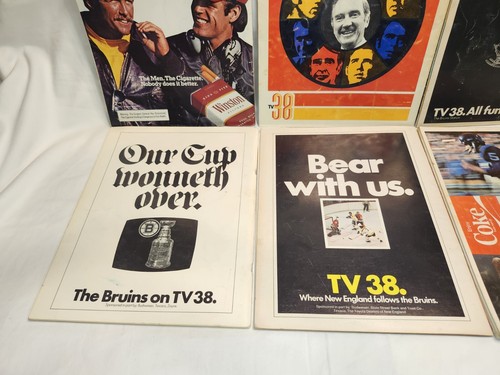 The Men. The Cigarette.
Nobody does it better.
Winston
TV 38
TV 38. All fun
Our Cup
wonneth
over.
B
The Bruins on TV 38.
Bear
with us.
TV 38.
Where New England follows the Bruins.
Coke